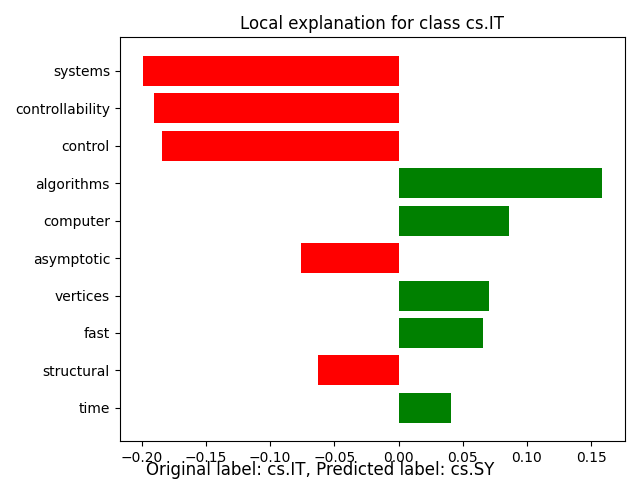 Local explanation for class cs.IT
systems
controllability
control
algorithms
computer
asymptotic
vertices
fast
structural
time
−0.20 −0.15 −0.10 −0.05 0.00 0.05 0.10 0.15
Original label: cs.IT, Predicted label: cs.SY